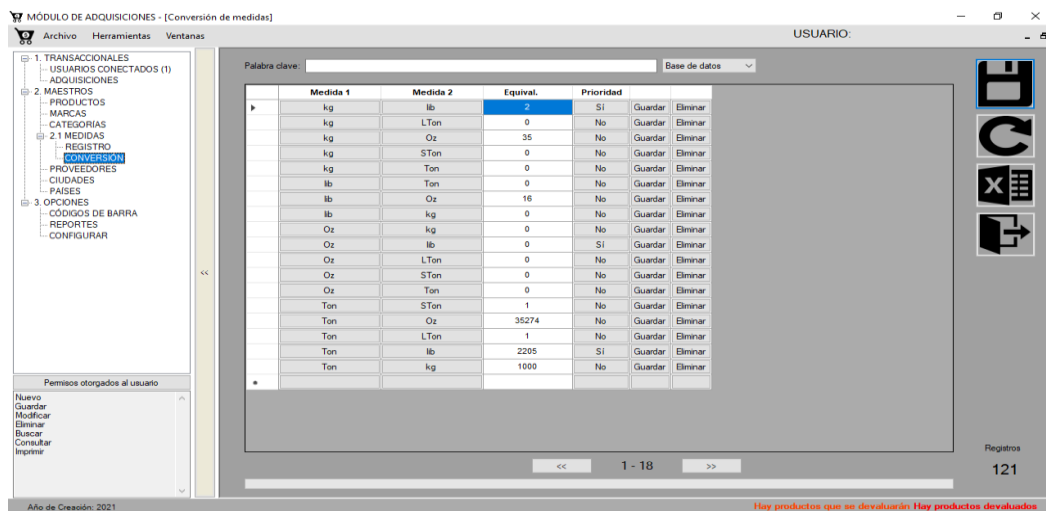 MÓDULO DE ADQUISICIONES - [Conversión de medidas]
Archivo Herramientas Ventanas USUARIO:
1. TRANSACCIONALES
USUARIOS CONECTADOS (1)
ADQUISICIONES
2. MAESTROS
PRODUCTOS
MARCAS
CATEGORIAS
2.1 MEDIDAS
REGISTRO
CONVERSIÓN
PROVEEDORES
CIUDADES
PAÍSES
3. OPCIONES
CÓDIGOS DE BARRA
REPORTES
CONFIGURAR
<<
Permisos otorgados al usuario
Nuevo
Guardar
Modificar
Eliminar
Buscar
Consultar
Imprimir
Palabra clave: Base de datos
Medida 1 Medida 2 Equival. Prioridad
kg lib 2 Sí Guardar Eliminar
kg LTon 0 No Guardar Eliminar
kg Oz 35 No Guardar Eliminar
kg STon 0 No Guardar Eliminar
kg Ton 0 No Guardar Eliminar
lib Ton 0 No Guardar Eliminar
lib Oz 16 No Guardar Eliminar
lib kg 0 No Guardar Eliminar
Oz kg 0 No Guardar Eliminar
Oz lib 0 Sí Guardar Eliminar
Oz LTon 0 No Guardar Eliminar
Oz STon 0 No Guardar Eliminar
Oz Ton 0 No Guardar Eliminar
Ton STon 1 No Guardar Eliminar
Ton Oz 35274 No Guardar Eliminar
Ton LTon 1 No Guardar Eliminar
Ton lib 2205 Sí Guardar Eliminar
Ton kg 1000 No Guardar Eliminar
<< 1 - 18 >>
Registros
121
Año de Creación: 2021 Hay productos que se devaluarán Hay productos devaluados